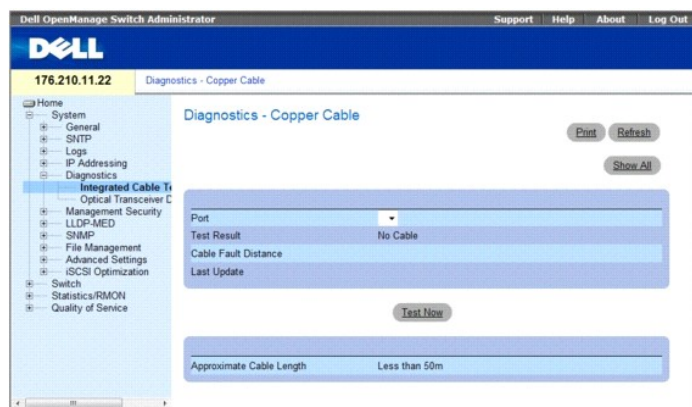 Dell OpenManage Switch Administrator Support Help About Log Out
DELL
176.210.11.22 Diagnostics - Copper Cable
Home
System
General
SNTP
Logs
IP Addressing
Diagnostics
Integrated Cable Te
Optical Transceiver D
Management Security
LLDP-MED
SNMP
File Management
Advanced Settings
iSCSI Optimization
Switch
Statistics/RMON
Quality of Service
Diagnostics - Copper Cable
Print Refresh
Show All
Port
Test Result No Cable
Cable Fault Distance
Last Update
Test Now
Approximate Cable Length Less than 50m